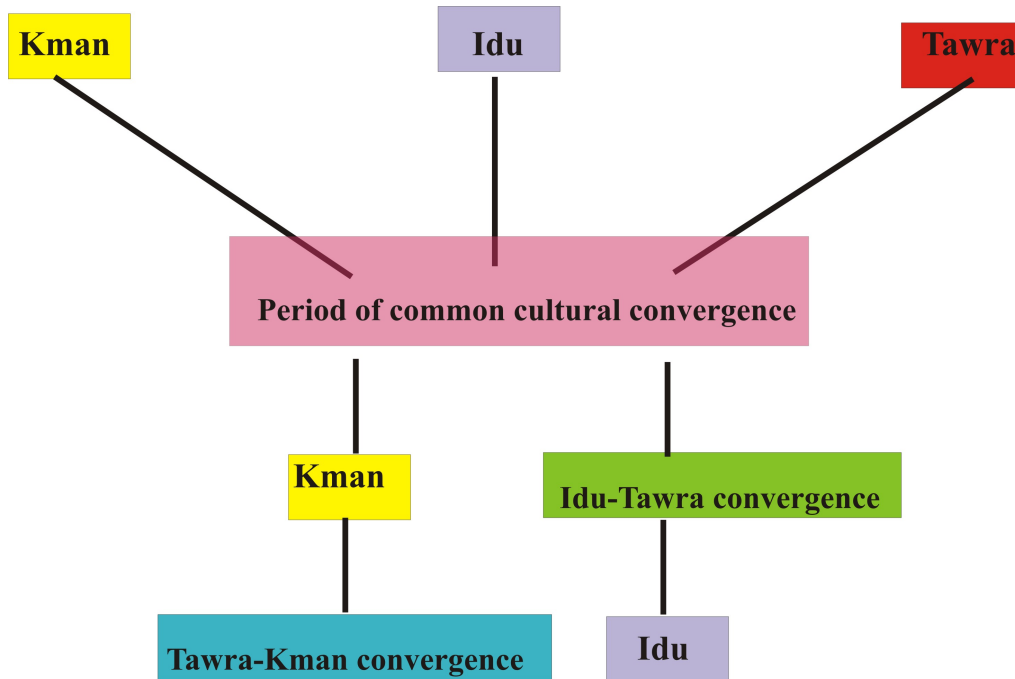 Kman
Idu
Tawra
Period of common cultural convergence
Kman
Idu-Tawra convergence
Tawra-Kman convergence
Idu